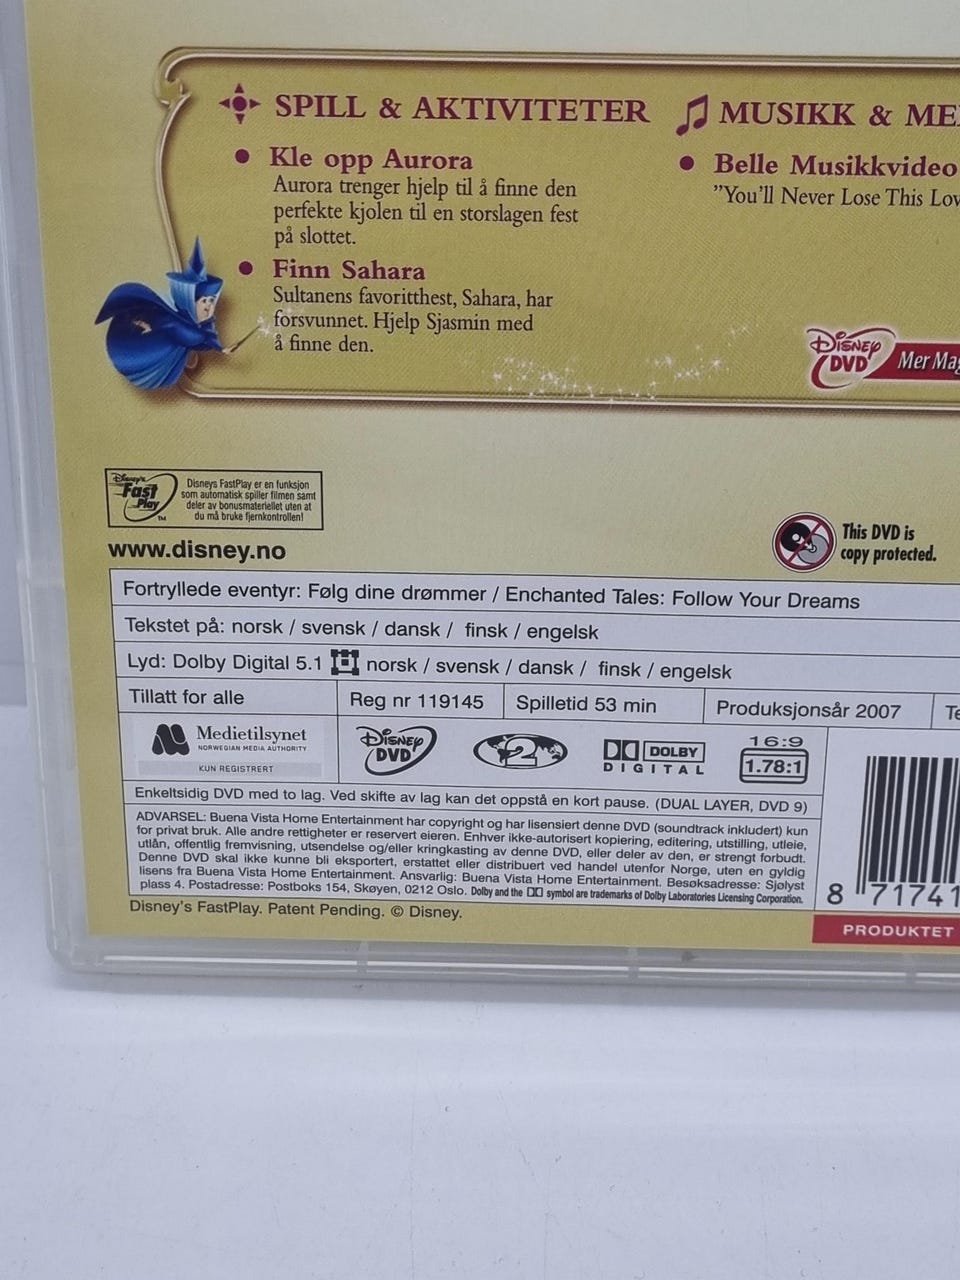 SPILL & AKTIVITETER
Kle opp Aurora
Aurora trenger hjelp til å finne den
perfekte kjolen til en storslagen fest
på slottet.
Finn Sahara
Sultanens favoritthest, Sahara, har
forsvunnet. Hjelp Sjasmin med
å finne den.
MUSIKK & ME
Belle Musikkvideo
"You'll Never Lose This Lov
Disney DVD
Mer Mag
Disney's Fast Play TM
Disneys FastPlay er en funksjon
som automatisk spiller filmen samt
deler av bonusmateriellet uten at
du må bruke fjernkontrollen!
This DVD is
copy protected.
www.disney.no
Fortryllede eventyr: Følg dine drømmer / Enchanted Tales: Follow Your Dreams
Tekstet på: norsk / svensk / dansk / finsk / engelsk
Lyd: Dolby Digital 5.1 norsk / svensk / dansk / finsk / engelsk
Tillatt for alle
Reg nr 119145
Spilletid 53 min
Produksjonsår 2007
Te
Medietilsynet
NORWEGIAN MEDIA AUTHORITY
KUN REGISTRERT
Disney DVD
2
DOLBY
DIGITAL
16:9
1.78:1
Enkeltsidig DVD med to lag. Ved skifte av lag kan det oppstå en kort pause. (DUAL LAYER, DVD 9)
ADVARSEL: Buena Vista Home Entertainment har copyright og har lisensiert denne DVD (soundtrack inkludert) kun
for privat bruk. Alle andre rettigheter er reservert eieren. Enhver ikke-autorisert kopiering, editering, utstilling, utleie,
utlån, offentlig fremvisning, utsendelse og/eller kringkasting av denne DVD, eller deler av den, er strengt forbudt.
Denne DVD skal ikke kunne bli eksportert, erstattet eller distribuert ved handel utenfor Norge, uten en gyldig
lisens fra Buena Vista Home Entertainment. Ansvarlig: Buena Vista Home Entertainment. Besøksadresse: Sjølyst
plass 4. Postadresse: Postboks 154, Skøyen, 0212 Oslo. Dolby and the symbol are trademarks of Dolby Laboratories Licensing Corporation.
8 71741
Disney's FastPlay. Patent Pending. © Disney.
PRODUKTET